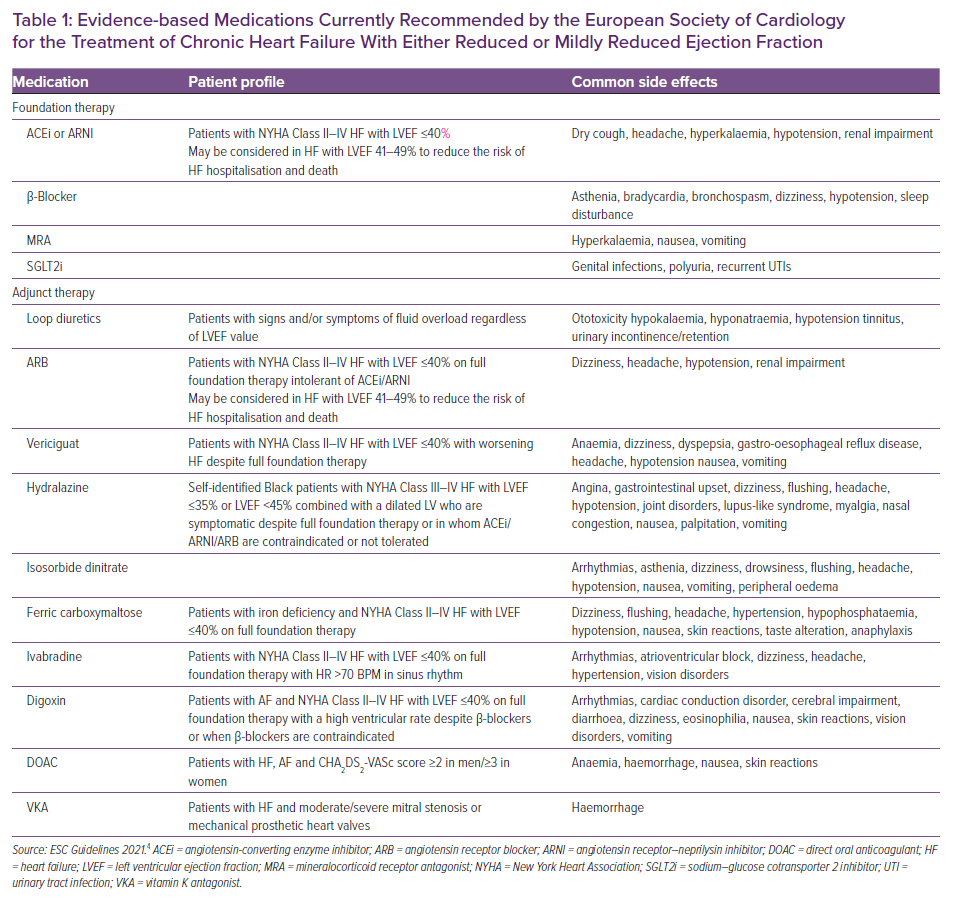 Table 1: Evidence-based Medications Currently Recommended by the European Society of Cardiology
for the Treatment of Chronic Heart Failure With Either Reduced or Mildly Reduced Ejection Fraction
Medication Patient profile Common side effects
Foundation therapy
ACEi or ARNI Patients with NYHA Class II–IV HF with LVEF ≤40% Dry cough, headache, hyperkalaemia, hypotension, renal impairment
May be considered in HF with LVEF 41–49% to reduce the risk of
HF hospitalisation and death
β-Blocker Asthenia, bradycardia, bronchospasm, dizziness, hypotension, sleep
disturbance
MRA Hyperkalaemia, nausea, vomiting
SGLT2i Genital infections, polyuria, recurrent UTIs
Adjunct therapy
Loop diuretics Patients with signs and/or symptoms of fluid overload regardless Ototoxicity hypokalaemia, hyponatraemia, hypotension tinnitus,
of LVEF value urinary incontinence/retention
ARB Patients with NYHA Class II–IV HF with LVEF ≤40% on full Dizziness, headache, hypotension, renal impairment
foundation therapy intolerant of ACEi/ARNI
May be considered in HF with LVEF 41–49% to reduce the risk of
HF hospitalisation and death
Vericiguat Patients with NYHA Class II–IV HF with LVEF ≤40% with worsening Anaemia, dizziness, dyspepsia, gastro-oesophageal reflux disease,
HF despite full foundation therapy headache, hypotension nausea, vomiting
Hydralazine Self-identified Black patients with NYHA Class III–IV HF with LVEF Angina, gastrointestinal upset, dizziness, flushing, headache,
≤35% or LVEF <45% combined with a dilated LV who are hypotension, joint disorders, lupus-like syndrome, myalgia, nasal
symptomatic despite full foundation therapy or in whom ACEi/ congestion, nausea, palpitation, vomiting
ARNI/ARB are contraindicated or not tolerated
Isosorbide dinitrate Arrhythmias, asthenia, dizziness, drowsiness, flushing, headache,
hypotension, nausea, vomiting, peripheral oedema
Ferric carboxymaltose Patients with iron deficiency and NYHA Class II–IV HF with LVEF Dizziness, flushing, headache, hypertension, hypophosphataemia,
≤40% on full foundation therapy hypotension, nausea, skin reactions, taste alteration, anaphylaxis
Ivabradine Patients with NYHA Class II–IV HF with LVEF ≤40% on full Arrhythmias, atrioventricular block, dizziness, headache,
foundation therapy with HR >70 BPM in sinus rhythm hypertension, vision disorders
Digoxin Patients with AF and NYHA Class II–IV HF with LVEF ≤40% on full Arrhythmias, cardiac conduction disorder, cerebral impairment,
foundation therapy with a high ventricular rate despite β-blockers diarrhoea, dizziness, eosinophilia, nausea, skin reactions, vision
or when β-blockers are contraindicated disorders, vomiting
DOAC Patients with HF, AF and CHA₂DS₂-VASc score ≥2 in men/≥3 in Anaemia, haemorrhage, nausea, skin reactions
women
VKA Patients with HF and moderate/severe mitral stenosis or Haemorrhage
mechanical prosthetic heart valves
Source: ESC Guidelines 2021.⁴ ACEi = angiotensin-converting enzyme inhibitor; ARB = angiotensin receptor blocker; ARNI = angiotensin receptor–neprilysin inhibitor; DOAC = direct oral anticoagulant; HF
= heart failure; LVEF = left ventricular ejection fraction; MRA = mineralocorticoid receptor antagonist; NYHA = New York Heart Association; SGLT2i = sodium–glucose cotransporter 2 inhibitor; UTI =
urinary tract infection; VKA = vitamin K antagonist.